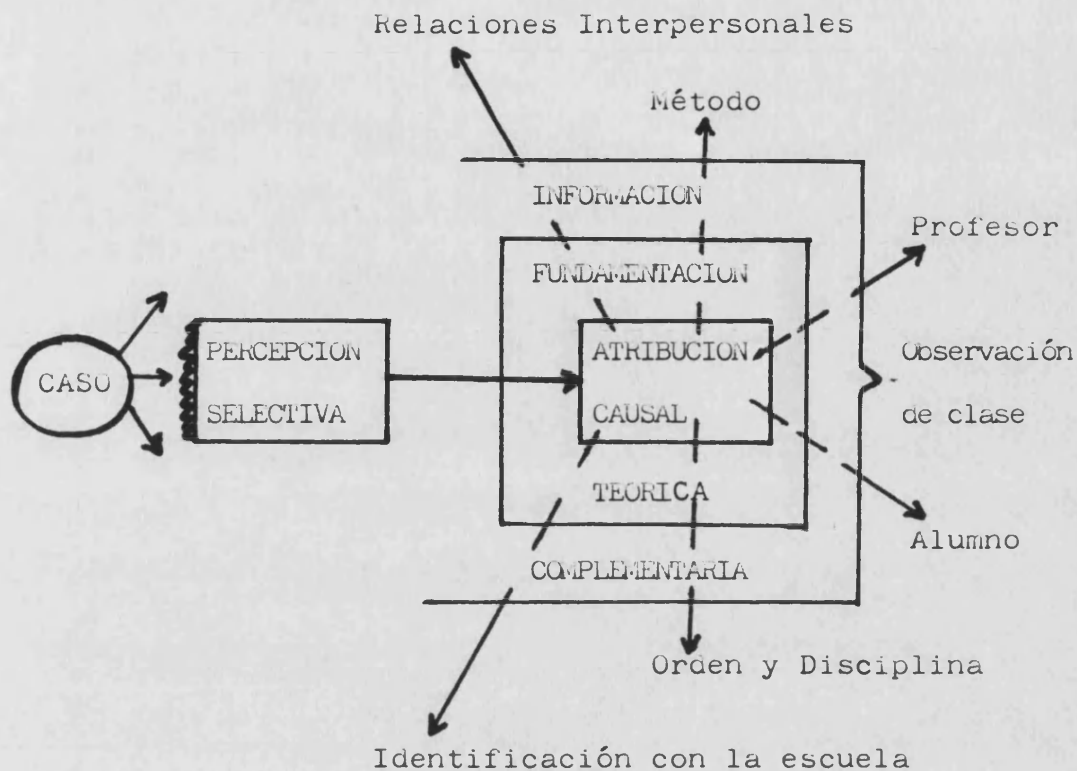 Relaciones Interpersonales
Método
INFORMACION
Profesor
FUNDAMENTACION
CASO
PERCEPCION
SELECTIVA
ATRIBUCION
CAUSAL
Observación
de clase
TEORICA
Alumno
COMPLEMENTARIA
Orden y Disciplina
Identificación con la escuela